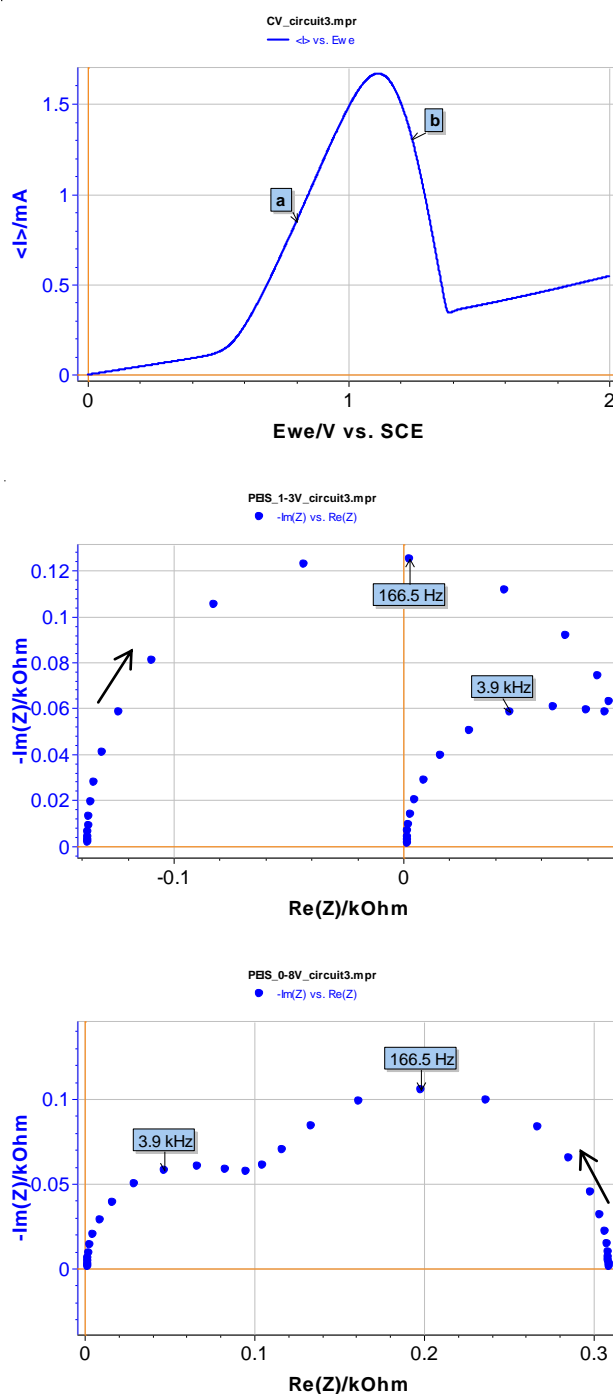 CV_circuit3.mpr
<I> vs. Ewe
<I>/mA
1.5
1
0.5
0
a
b
0
1
2
Ewe/V vs. SCE
PEIS_1-3V_circuit3.mpr
-Im(Z) vs. Re(Z)
-Im(Z)/kOhm
0.12
0.1
0.08
0.06
0.04
0.02
0
166.5 Hz
3.9 kHz
-0.1
0
Re(Z)/kOhm
PEIS_0-8V_circuit3.mpr
-Im(Z) vs. Re(Z)
-Im(Z)/kOhm
0.1
0.05
0
166.5 Hz
3.9 kHz
0
0.1
0.2
0.3
Re(Z)/kOhm